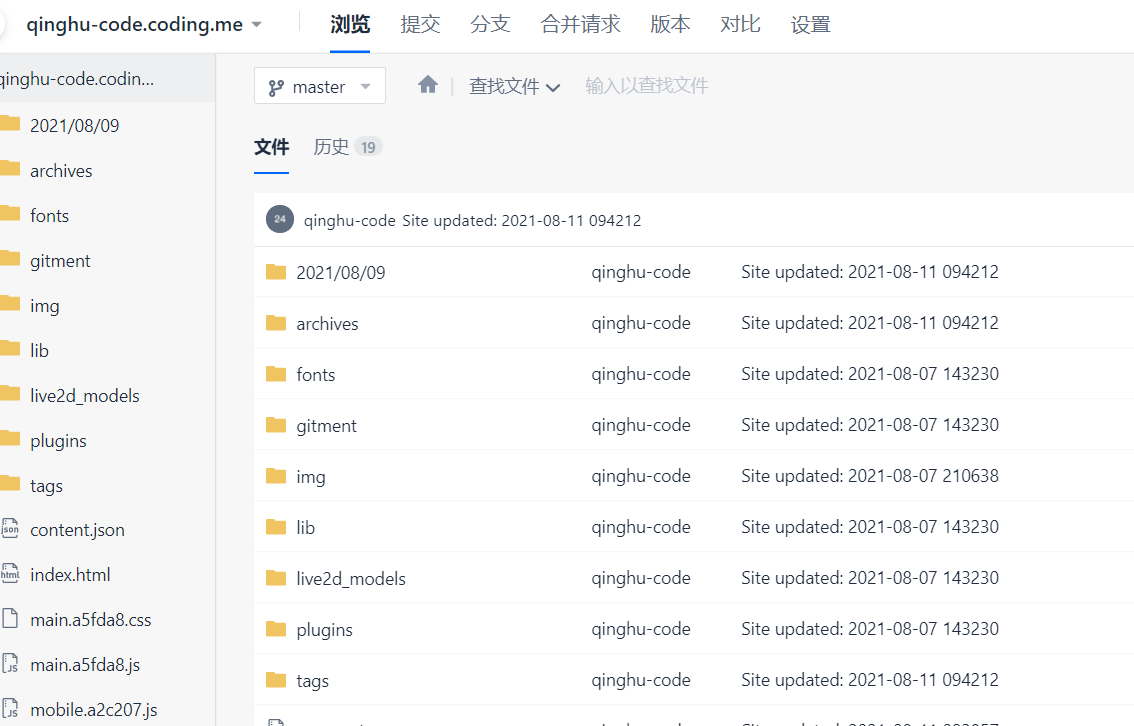 qinghu-code.coding.me 浏览 提交 分支 合并请求 版本 对比 设置
qinghu-code.codin...
2021/08/09
archives
fonts
gitment
img
lib
live2d_models
plugins
tags
content.json
index.html
main.a5fda8.css
main.a5fda8.js
mobile.a2c207.js
master 查找文件 输入以查找文件
文件 历史 19
24 qinghu-code Site updated: 2021-08-11 094212
2021/08/09 qinghu-code Site updated: 2021-08-11 094212
archives qinghu-code Site updated: 2021-08-11 094212
fonts qinghu-code Site updated: 2021-08-07 143230
gitment qinghu-code Site updated: 2021-08-07 143230
img qinghu-code Site updated: 2021-08-07 210638
lib qinghu-code Site updated: 2021-08-07 143230
live2d_models qinghu-code Site updated: 2021-08-07 143230
plugins qinghu-code Site updated: 2021-08-07 143230
tags qinghu-code Site updated: 2021-08-11 094212